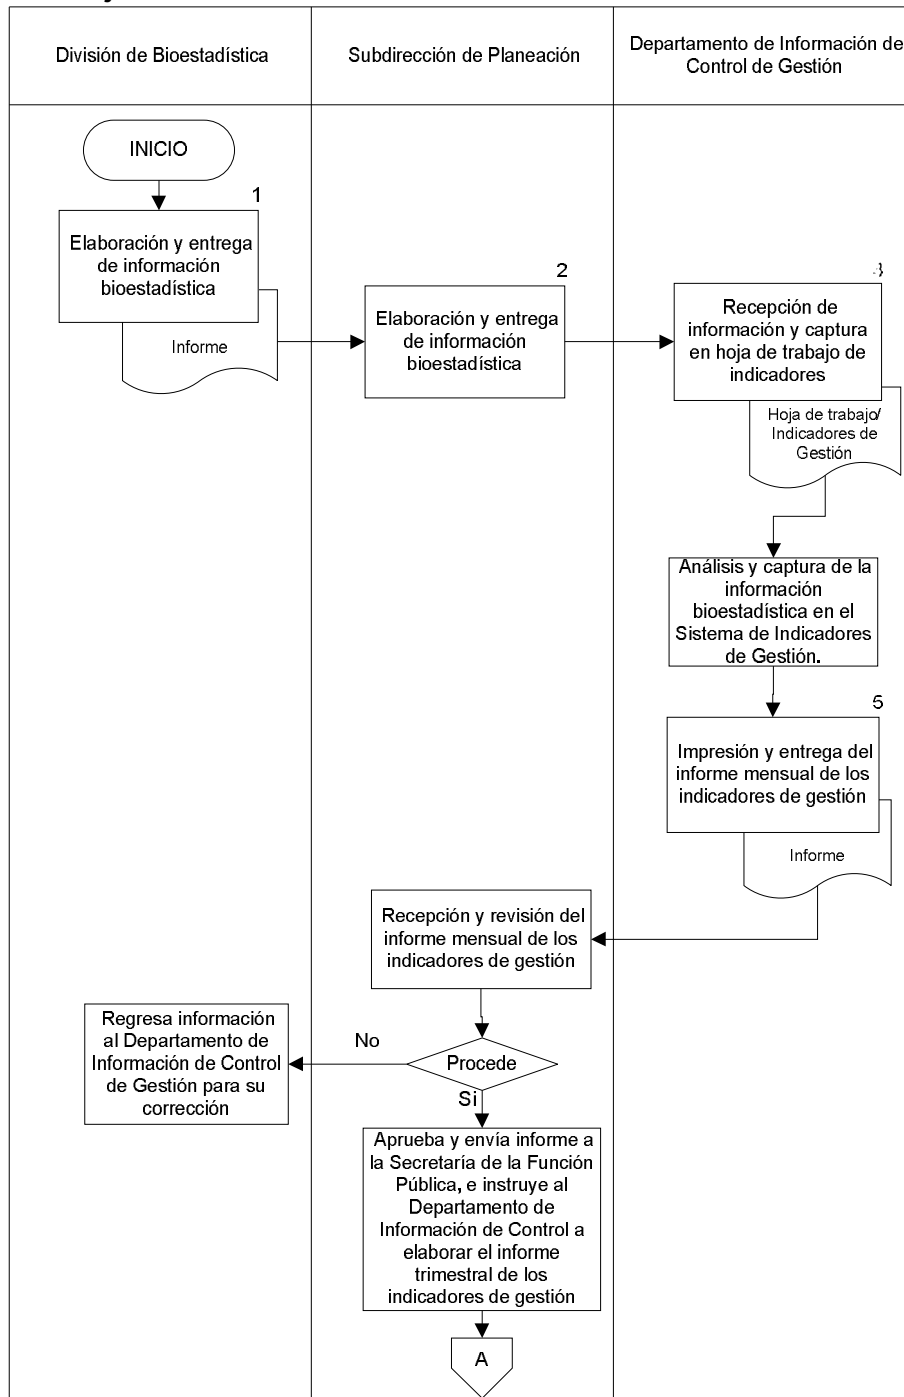 División de Bioestadística
Subdirección de Planeación
Departamento de Información de
Control de Gestión
INICIO
1
Elaboración y entrega
de información
bioestadística
Informe
2
Elaboración y entrega
de información
bioestadística
Recepción de
información y captura
en hoja de trabajo de
indicadores
Hoja de trabajo/
Indicadores de
Gestión
Análisis y captura de la
información
bioestadística en el
Sistema de Indicadores
de Gestión.
5
Impresión y entrega del
informe mensual de los
indicadores de gestión
Informe
Recepción y revisión del
informe mensual de los
indicadores de gestión
Procede
No
Regresa información
al Departamento de
Información de Control
de Gestión para su
corrección
Si
Aprueba y envía informe a
la Secretaría de la Función
Pública, e instruye al
Departamento de
Información de Control a
elaborar el informe
trimestral de los
indicadores de gestión
A